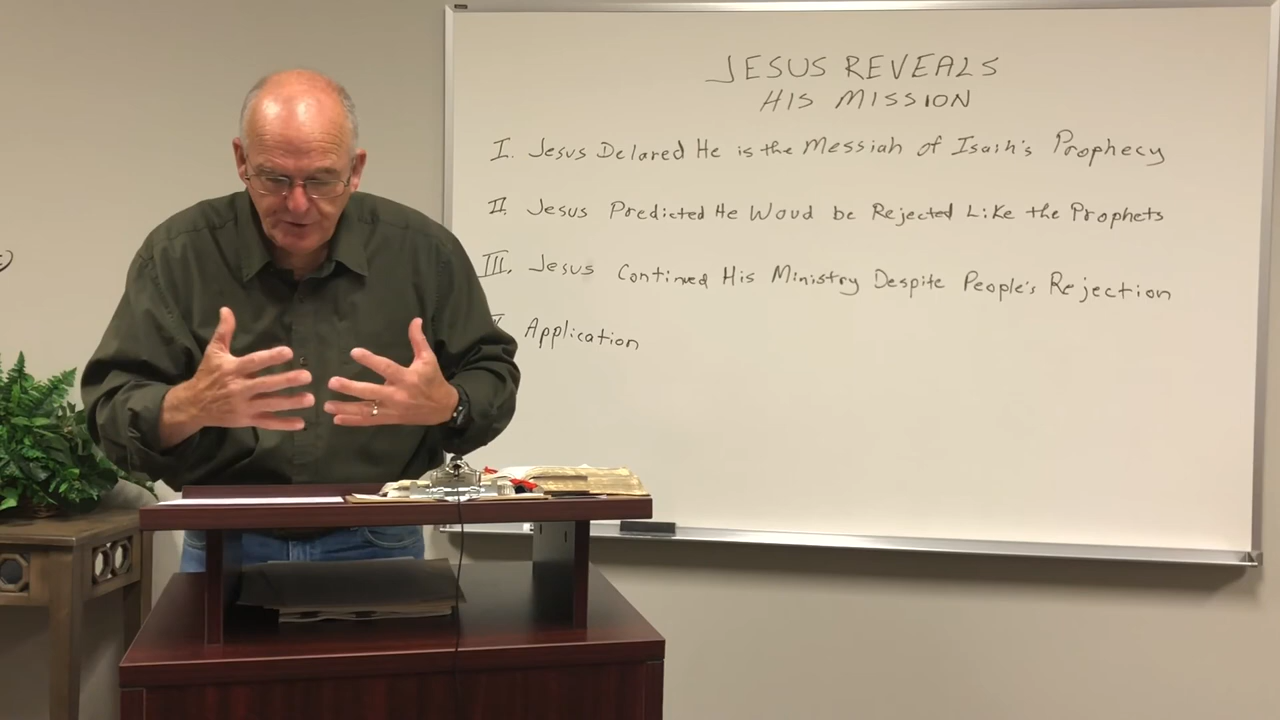 JESUS REVEALS
HIS MISSION
I. Jesus Delared He is the Messiah of Isaih's Prophecy
II. Jesus Predicted He Woud be Rejected Like the Prophets
III. Jesus Continued His Ministry Despite People's Rejection
Application